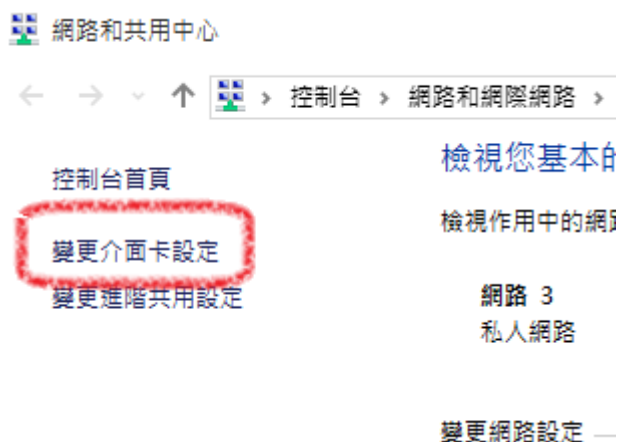 網路和共用中心
控制台 › 網路和網際網路 ›
控制台首頁
變更介面卡設定
變更進階共用設定
檢視您基本的
檢視作用中的網
網路 3
私人網路
變更網路設定